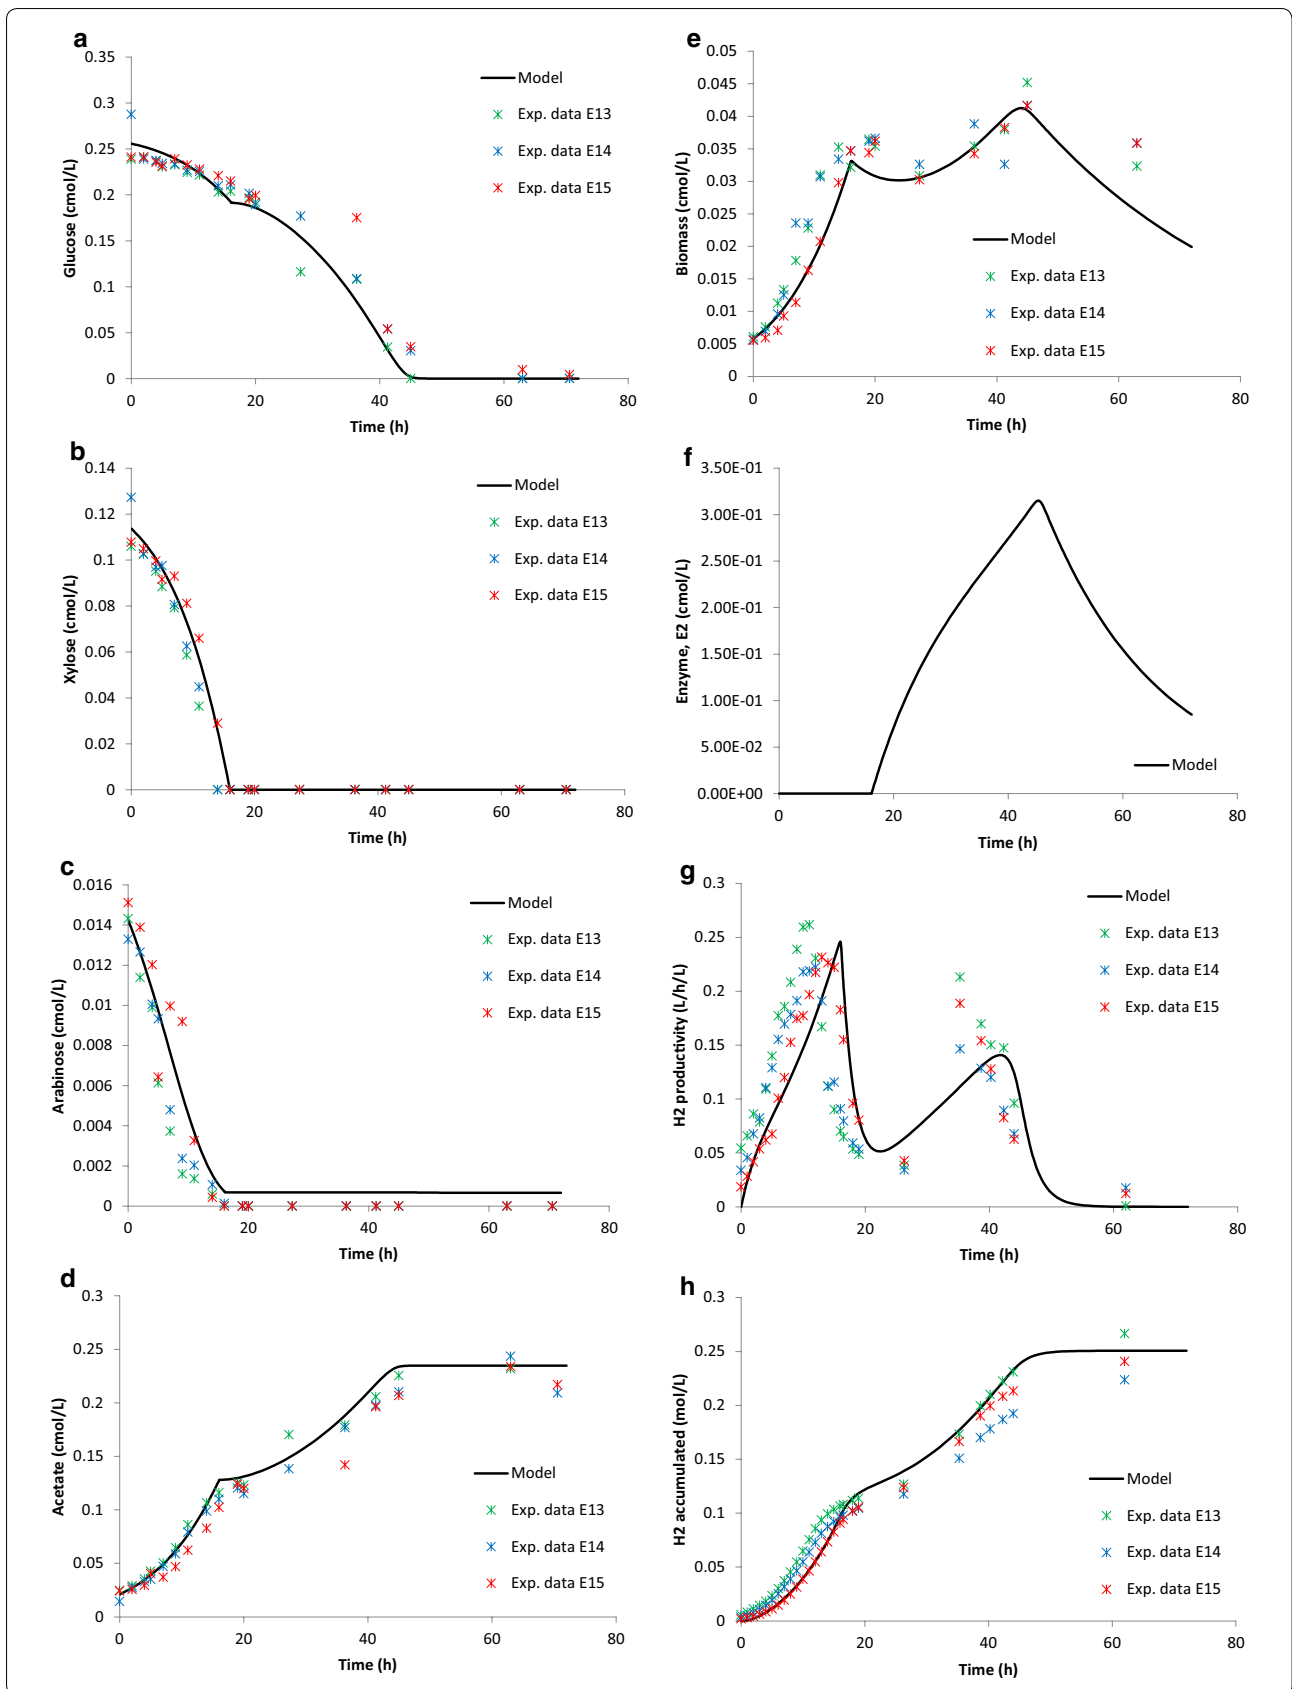 a
0.35
0.3
0.25
0.2
0.15
0.1
0.05
0
0 20 40 60 80
Glucose (cmol/L)
Time (h)
Model
Exp. data E13
Exp. data E14
Exp. data E15
e
0.05
0.045
0.04
0.035
0.03
0.025
0.02
0.015
0.01
0.005
0
0 20 40 60 80
Biomass (cmol/L)
Time (h)
Model
Exp. data E13
Exp. data E14
Exp. data E15
b
0.14
0.12
0.1
0.08
0.06
0.04
0.02
0
0 20 40 60 80
Xylose (cmol/L)
Time (h)
Model
Exp. data E13
Exp. data E14
Exp. data E15
f
3.50E-01
3.00E-01
2.50E-01
2.00E-01
1.50E-01
1.00E-01
5.00E-02
0.00E+00
0 20 40 60 80
Enzyme, E2 (cmol/L)
Time (h)
Model
c
0.016
0.014
0.012
0.01
0.008
0.006
0.004
0.002
0
0 20 40 60 80
Arabinose (cmol/L)
Time (h)
Model
Exp. data E13
Exp. data E14
Exp. data E15
g
0.3
0.25
0.2
0.15
0.1
0.05
0
0 20 40 60 80
H2 productivity (L/h/L)
Time (h)
Model
Exp. data E13
Exp. data E14
Exp. data E15
d
0.3
0.25
0.2
0.15
0.1
0.05
0
0 20 40 60 80
Acetate (cmol/L)
Time (h)
Model
Exp. data E13
Exp. data E14
Exp. data E15
h
0.3
0.25
0.2
0.15
0.1
0.05
0
0 20 40 60 80
H2 accumulated (mol/L)
Time (h)
Model
Exp. data E13
Exp. data E14
Exp. data E15